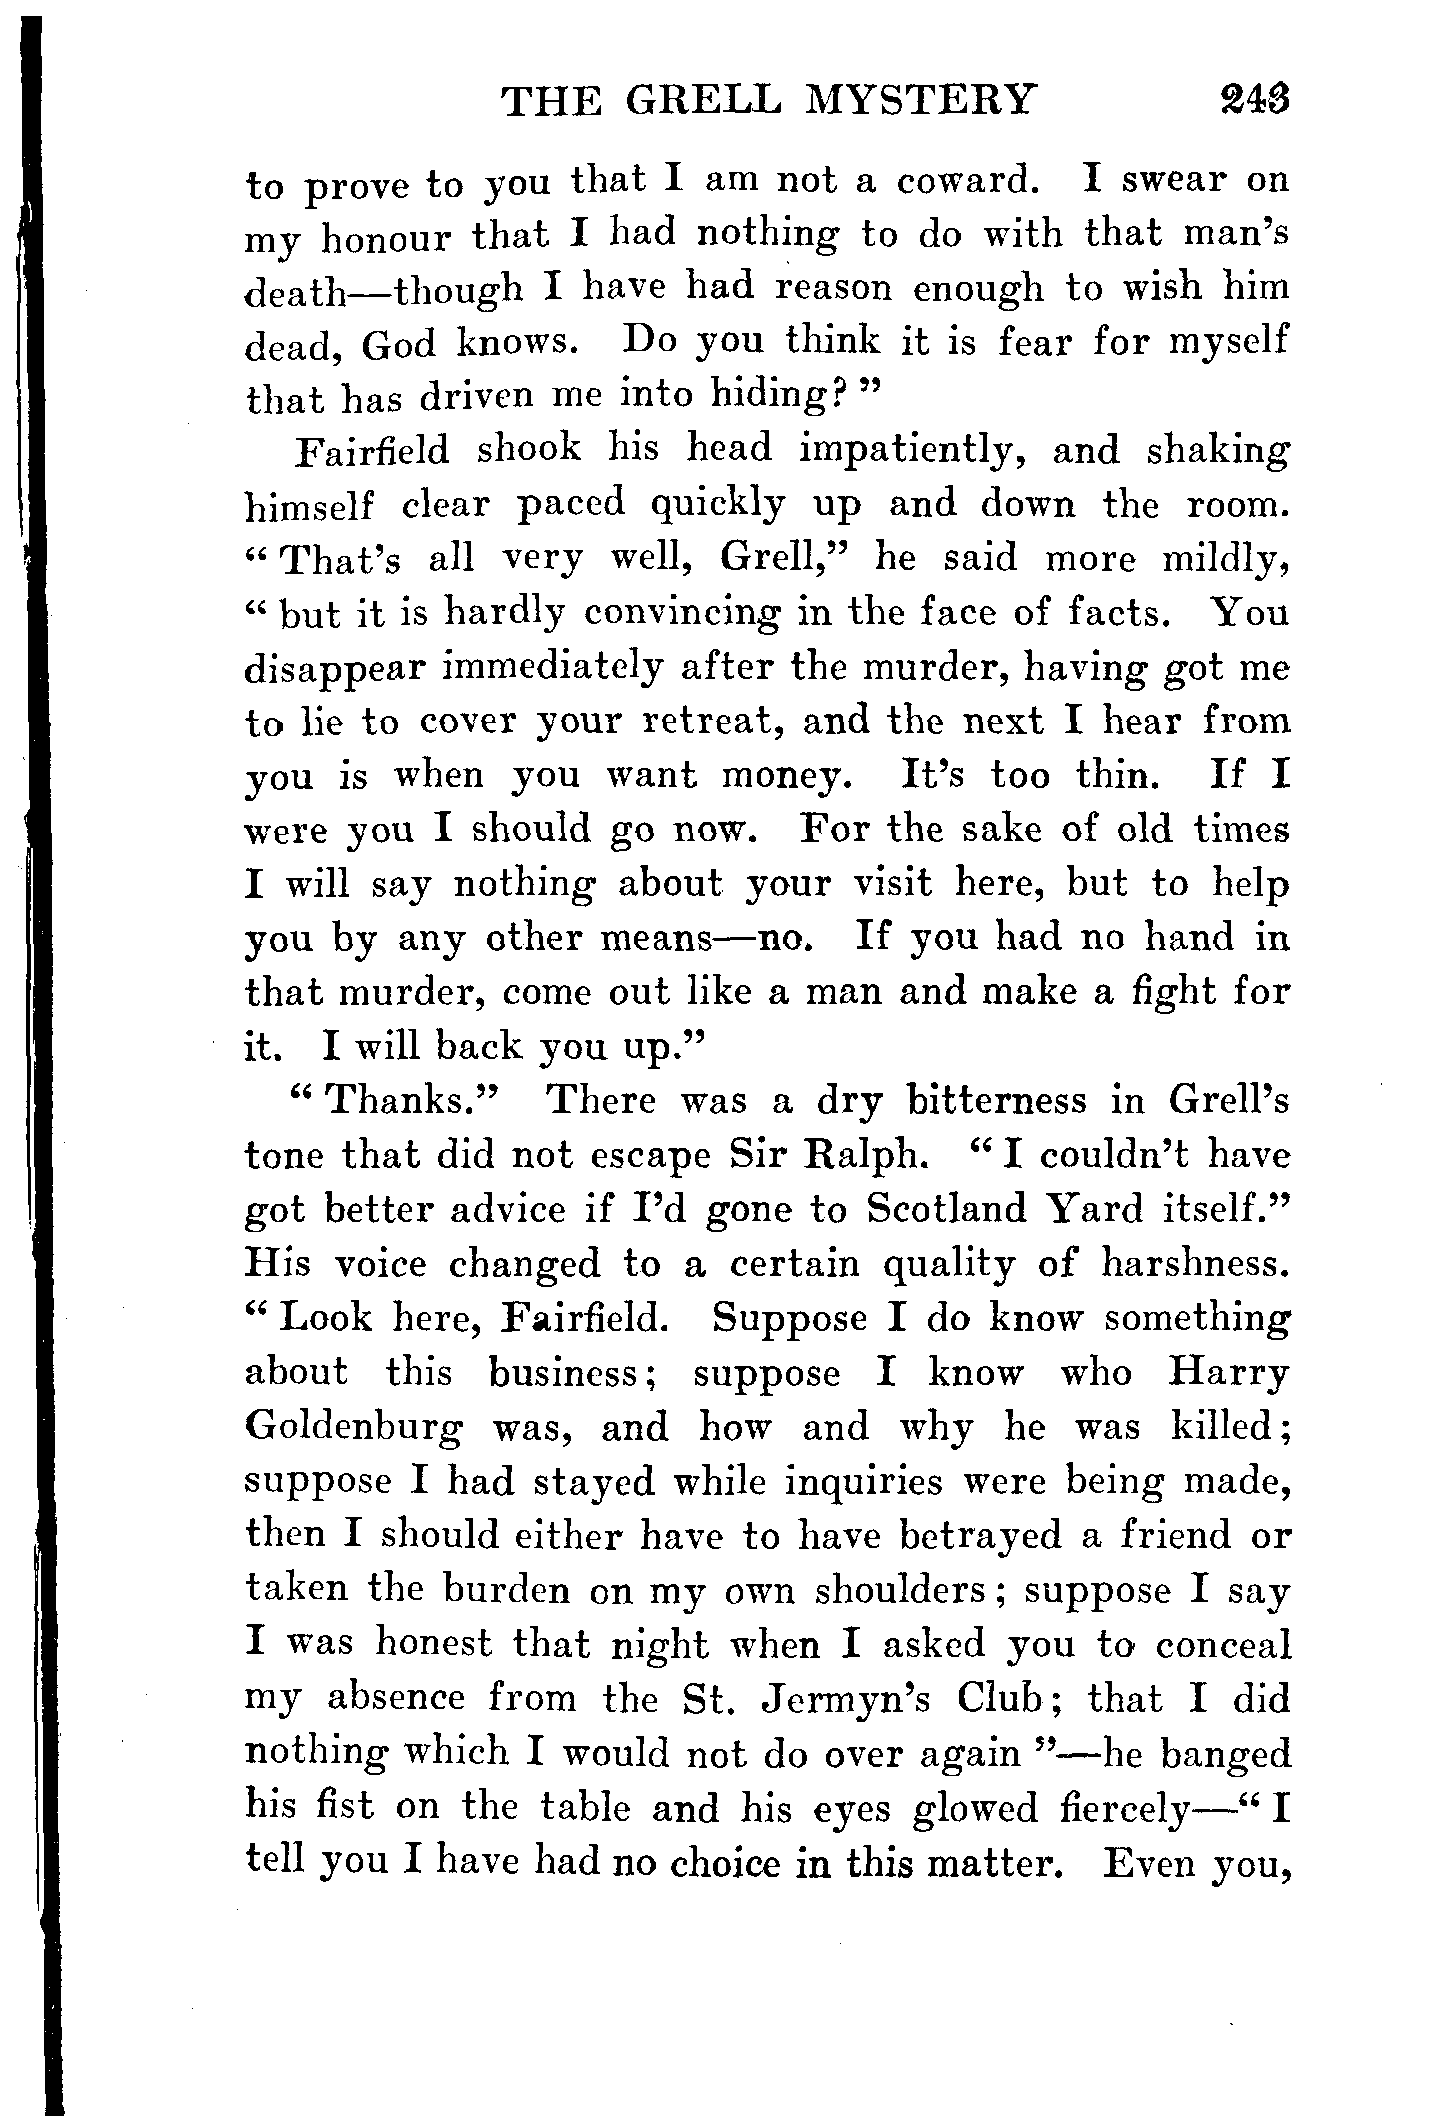 THE GRELL MYSTERY 243
to prove to you that I am not a coward. I swear on
my honour that I had nothing to do with that man's
death—though I have had reason enough to wish him
dead, God knows. Do you think it is fear for myself
that has driven me into hiding? ”
Fairfield shook his head impatiently, and shaking
himself clear paced quickly up and down the room.
“ That's all very well, Grell,” he said more mildly,
“ but it is hardly convincing in the face of facts. You
disappear immediately after the murder, having got me
to lie to cover your retreat, and the next I hear from
you is when you want money. It's too thin. If I
were you I should go now. For the sake of old times
I will say nothing about your visit here, but to help
you by any other means—no. If you had no hand in
that murder, come out like a man and make a fight for
it. I will back you up.”
“ Thanks.” There was a dry bitterness in Grell's
tone that did not escape Sir Ralph. “ I couldn't have
got better advice if I'd gone to Scotland Yard itself.”
His voice changed to a certain quality of harshness.
“ Look here, Fairfield. Suppose I do know something
about this business; suppose I know who Harry
Goldenburg was, and how and why he was killed;
suppose I had stayed while inquiries were being made,
then I should either have to have betrayed a friend or
taken the burden on my own shoulders; suppose I say
I was honest that night when I asked you to conceal
my absence from the St. Jermyn's Club; that I did
nothing which I would not do over again ”—he banged
his fist on the table and his eyes glowed fiercely—“ I
tell you I have had no choice in this matter. Even you,